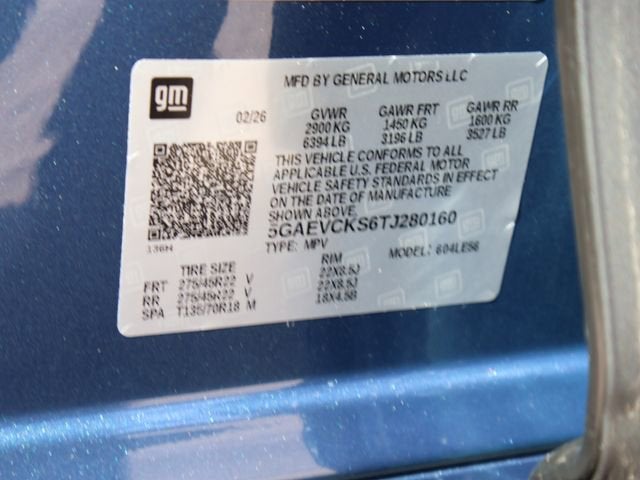 gm
MFD BY GENERAL MOTORS LLC
02/26 GVWR GAWR FRT GAWR RR
2900 KG 1450 KG 1600 KG
6394 LB 3196 LB 3527 LB
THIS VEHICLE CONFORMS TO ALL
APPLICABLE U.S. FEDERAL MOTOR
VEHICLE SAFETY STANDARDS IN EFFECT
ON THE DATE OF MANUFACTURE
SHOWN ABOVE.
5GAEVCKS6TJ280160
TYPE: MPV MODEL: 604LE56
TIRE SIZE RIM
FRT 275/45R22 V 22X8.5J
RR 275/45R22 V 22X8.5J
SPA T135/70R18 M 18X4.5B